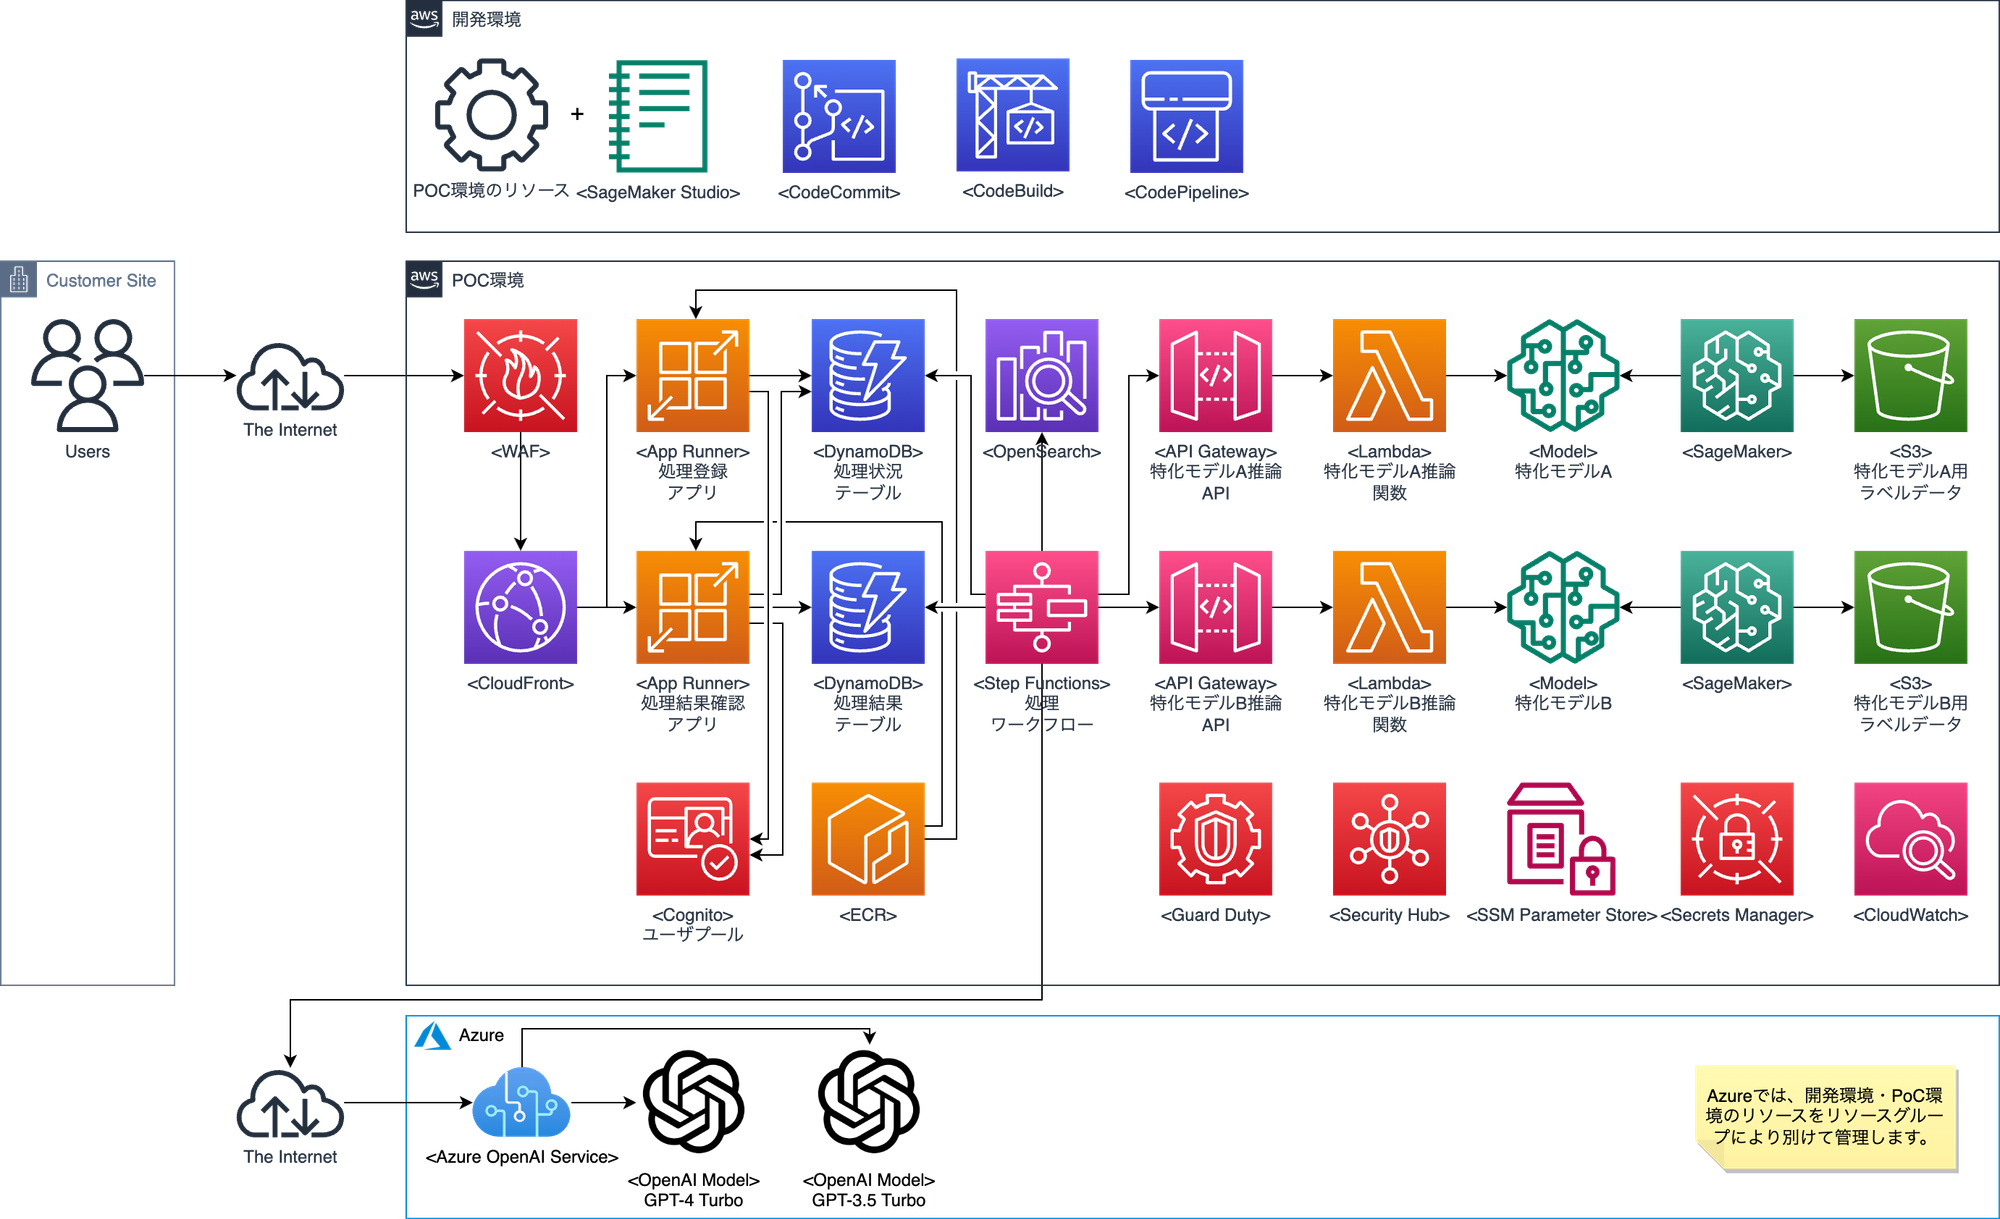 aws
開発環境
+
POC環境のリソース
<SageMaker Studio>
<CodeCommit>
<CodeBuild>
<CodePipeline>
Customer Site
Users
The Internet
aws
POC環境
<WAF>
<App Runner>
処理登録
アプリ
<DynamoDB>
処理状況
テーブル
<OpenSearch>
<API Gateway>
特化モデルA推論
API
<Lambda>
特化モデルA推論
関数
<Model>
特化モデルA
<SageMaker>
<S3>
特化モデルA用
ラベルデータ
<CloudFront>
<App Runner>
処理結果確認
アプリ
<DynamoDB>
処理結果
テーブル
<Step Functions>
処理
ワークフロー
<API Gateway>
特化モデルB推論
API
<Lambda>
特化モデルB推論
関数
<Model>
特化モデルB
<SageMaker>
<S3>
特化モデルB用
ラベルデータ
<Cognito>
ユーザプール
<ECR>
<Guard Duty>
<Security Hub>
<SSM Parameter Store>
<Secrets Manager>
<CloudWatch>
The Internet
Azure
<Azure OpenAI Service>
<OpenAI Model>
GPT-4 Turbo
<OpenAI Model>
GPT-3.5 Turbo
Azureでは、開発環境・PoC環
境のリソースをリソースグルー
プにより別けて管理します。